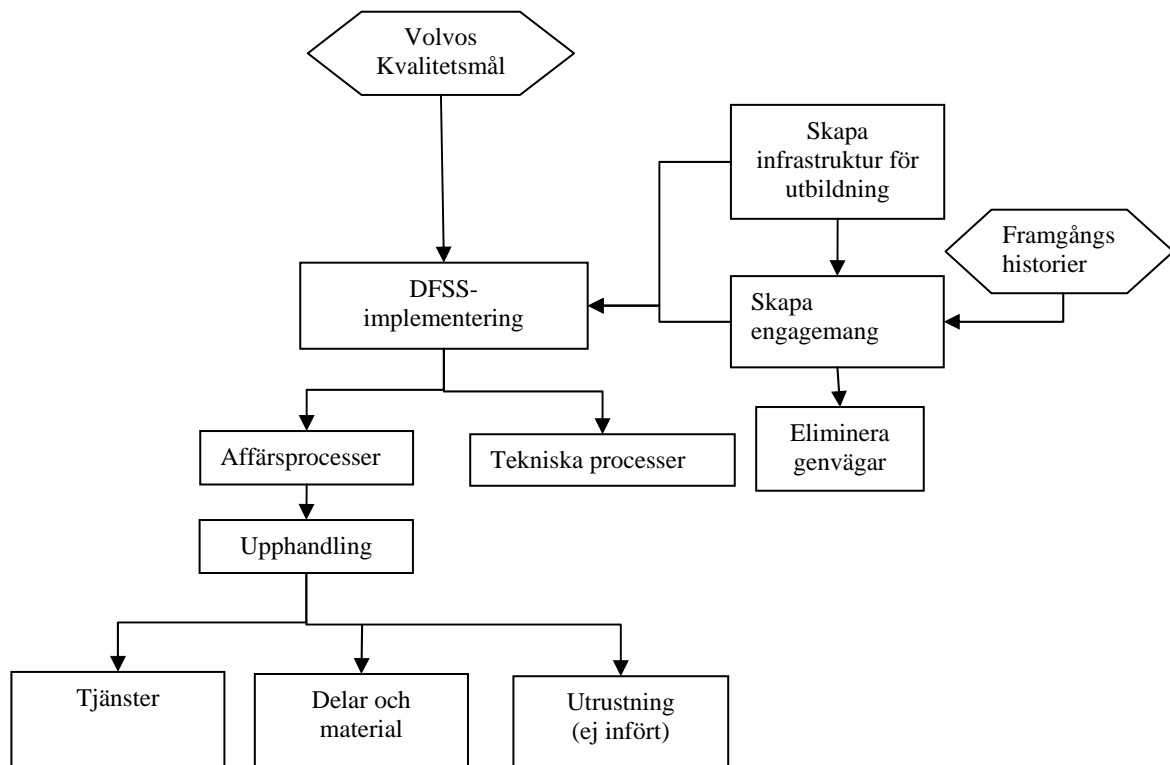 Volvos
Kvalitetsmål
Skapa
infrastruktur för
utbildning
Framgångs
historier
DFSS-
implementering
Skapa
engagemang
Eliminera
genvägar
Affärsprocesser
Tekniska processer
Upphandling
Tjänster
Delar och
material
Utrustning
(ej infört)